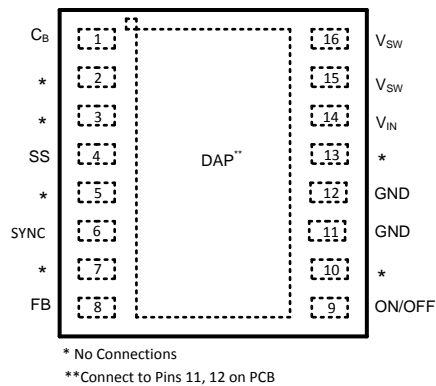 CB 1 16 VSW
* 2 15 VSW
* 3 14 VIN
SS 4 DAP** 13 *
* 5 12 GND
SYNC 6 11 GND
* 7 10 *
FB 8 9 ON/OFF
* No Connections
**Connect to Pins 11, 12 on PCB